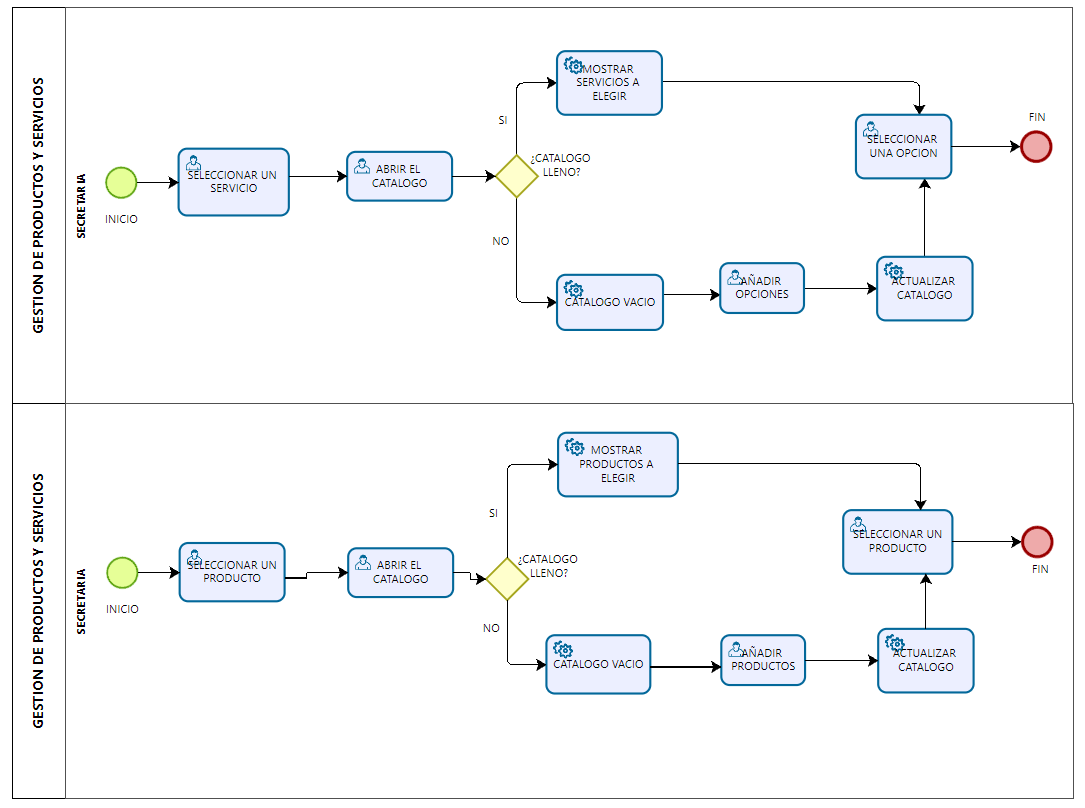 GESTION DE PRODUCTOS Y SERVICIOS
SECRETARIA
INICIO
SELECCIONAR UN
SERVICIO
ABRIR EL
CATALOGO
¿CATALOGO
LLENO?
SI
MOSTRAR
SERVICIOS A
ELEGIR
NO
CATALOGO VACIO
AÑADIR
OPCIONES
ACTUALIZAR
CATALOGO
SELECCIONAR
UNA OPCION
FIN
GESTION DE PRODUCTOS Y SERVICIOS
SECRETARIA
INICIO
SELECCIONAR UN
PRODUCTO
ABRIR EL
CATALOGO
¿CATALOGO
LLENO?
SI
MOSTRAR
PRODUCTOS A
ELEGIR
NO
CATALOGO VACIO
AÑADIR
PRODUCTOS
ACTUALIZAR
CATALOGO
SELECCIONAR UN
PRODUCTO
FIN